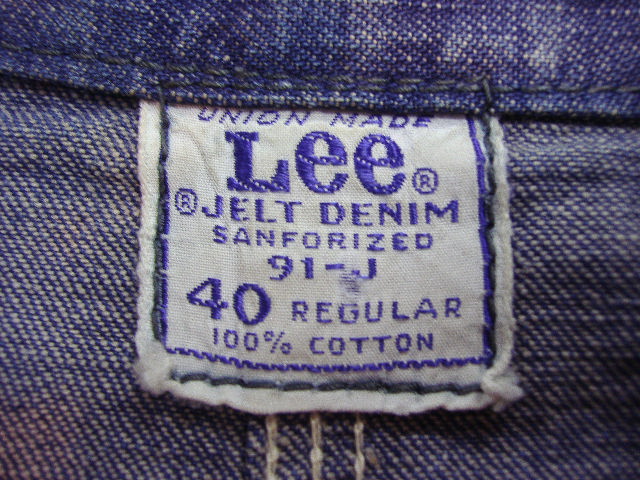 UNION MADE
Lee®
®JELT DENIM
SANFORIZED
91-J
40 REGULAR
100% COTTON